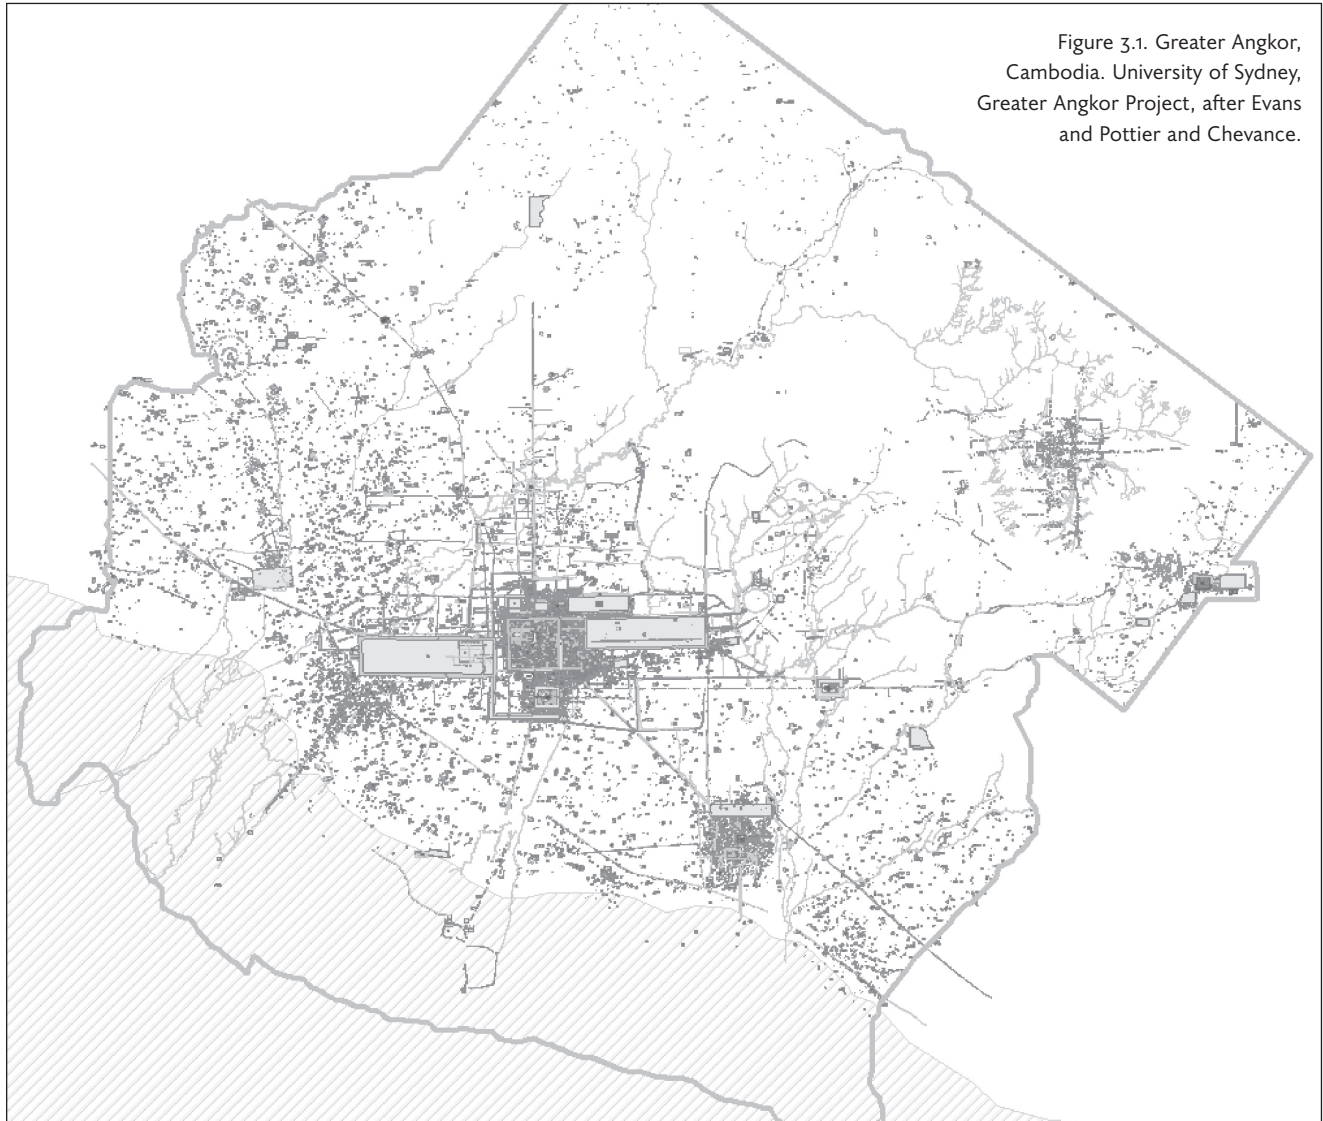 Figure 3.1. Greater Angkor,
Cambodia. University of Sydney,
Greater Angkor Project, after Evans
and Pottier and Chevance.